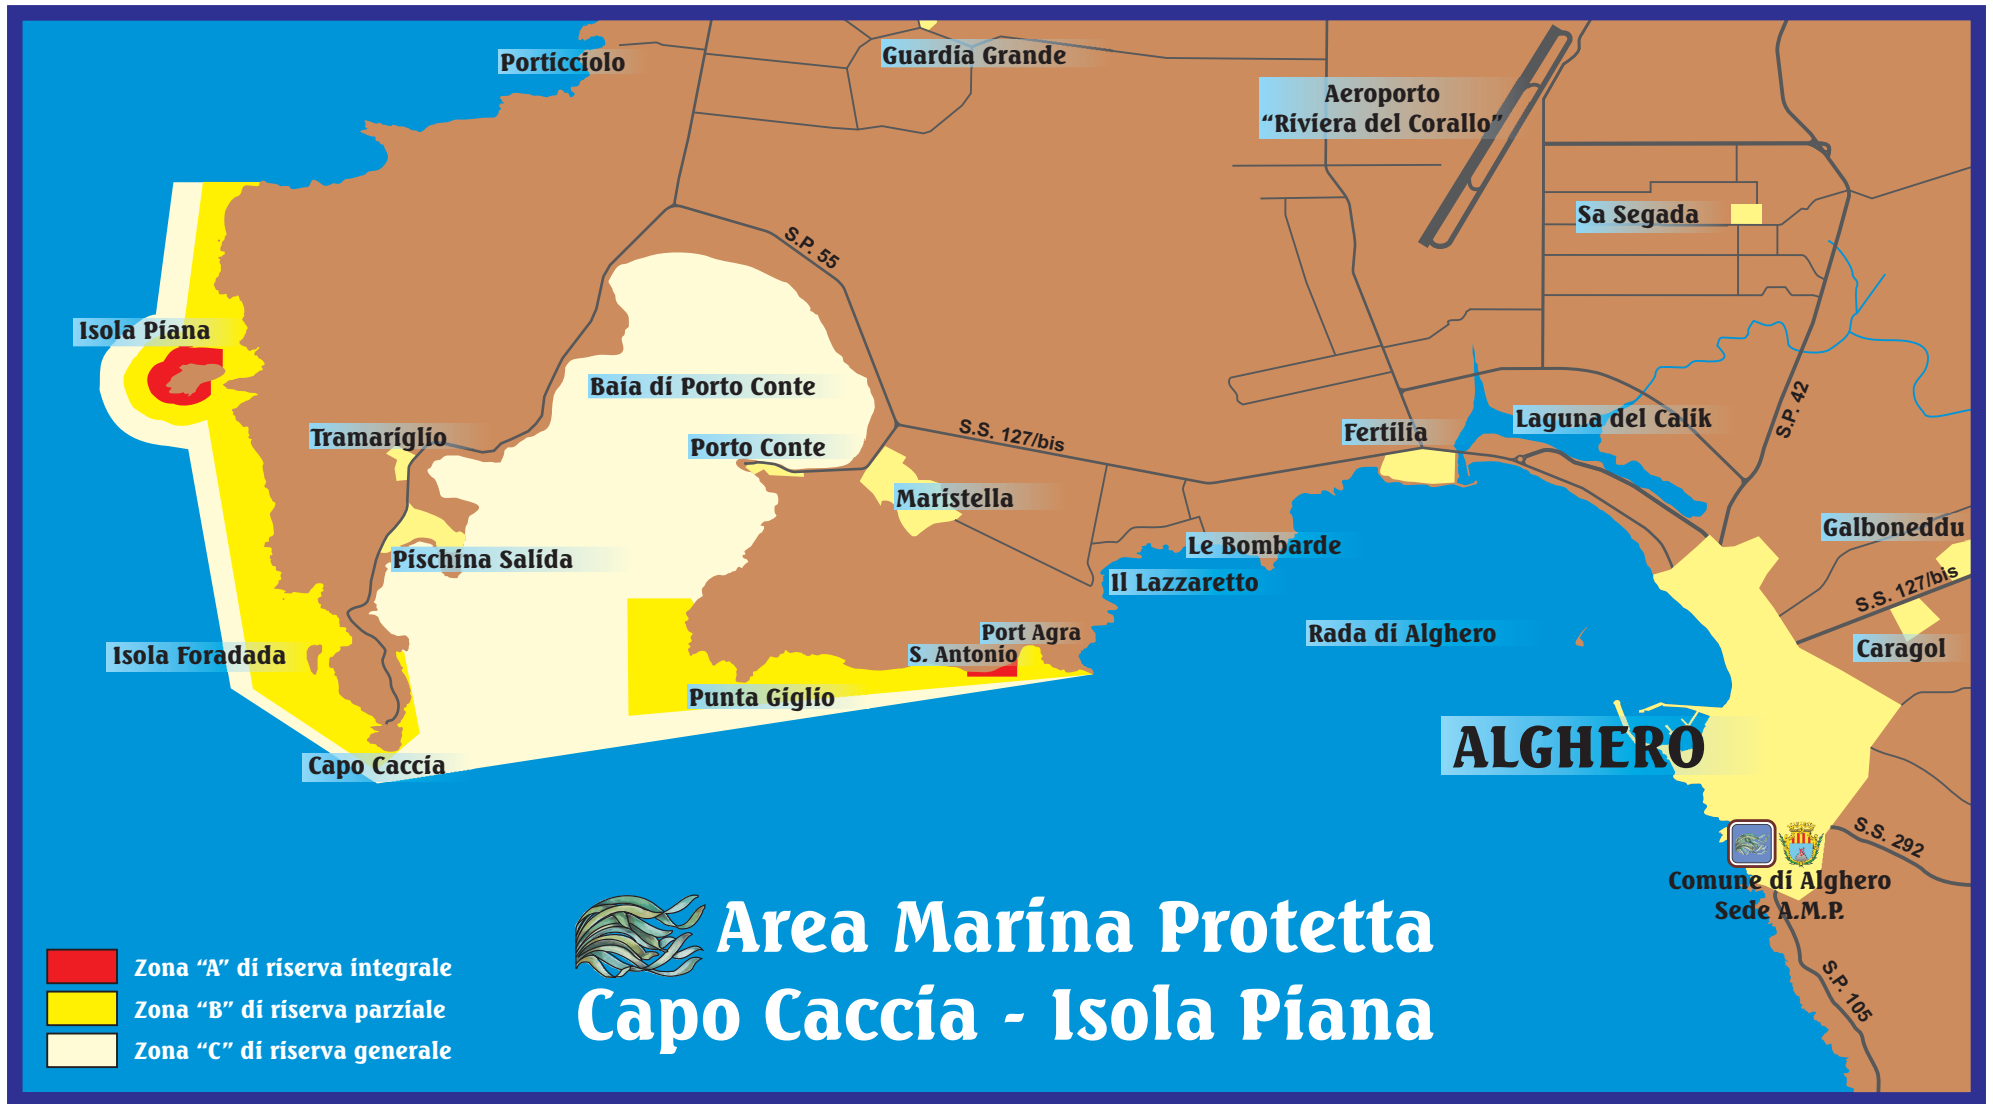 Porticciolo
Guardia Grande
Aeroporto
“Riviera del Corallo”
Sa Segada
S.P. 55
Isola Piana
Baia di Porto Conte
Tramariglio
Porto Conte
S.S. 127/bis
Fertilia
Laguna del Calik
S.P. 42
Maristella
Pischina Salida
Le Bombarde
Il Lazzaretto
Galboneddu
S.S. 127/bis
Caragol
Rada di Alghero
Port Agra
S. Antonio
Isola Foradada
Punta Giglio
Capo Caccia
ALGHERO
S.S. 292
Comune di Alghero
Sede A.M.P.
S.P. 105
Area Marina Protetta
Capo Caccia - Isola Piana
Zona “A” di riserva integrale
Zona “B” di riserva parziale
Zona “C” di riserva generale